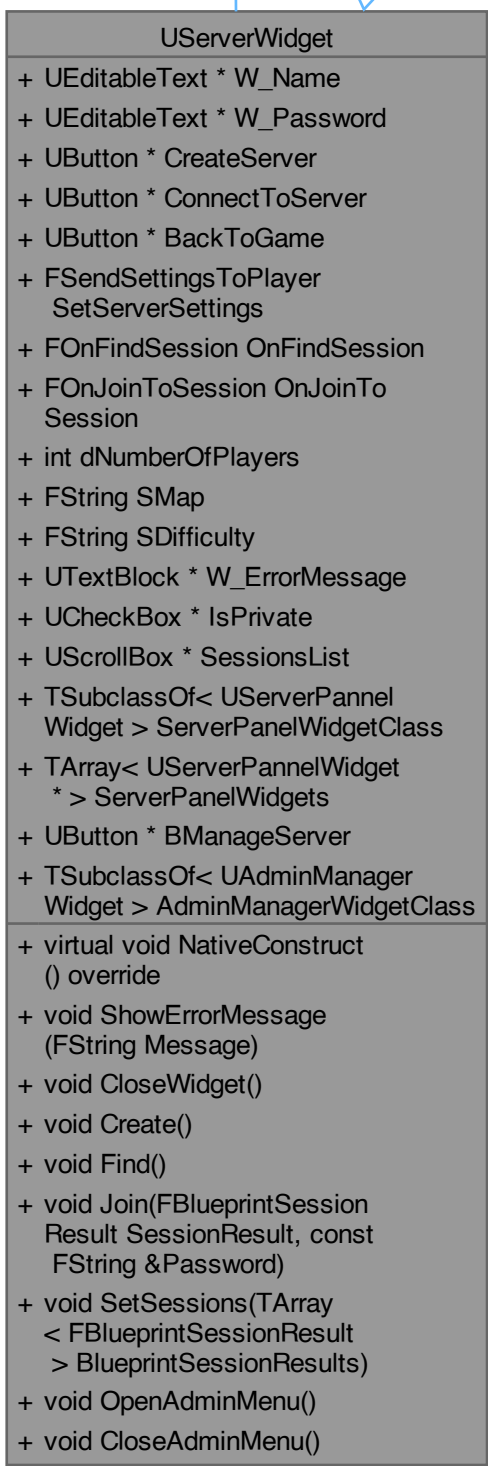 UServerWidget
+ UEditableText * W_Name
+ UEditableText * W_Password
+ UButton * CreateServer
+ UButton * ConnectToServer
+ UButton * BackToGame
+ FSendSettingsToPlayer
SetServerSettings
+ FOnFindSession OnFindSession
+ FOnJoinToSession OnJoinTo
Session
+ int dNumberOfPlayers
+ FString SMap
+ FString SDifficulty
+ UTextBlock * W_ErrorMessage
+ UCheckBox * IsPrivate
+ UScrollBox * SessionsList
+ TSubclassOf< UServerPannel
Widget > ServerPanelWidgetClass
+ TArray< UServerPannelWidget
* > ServerPanelWidgets
+ UButton * BManageServer
+ TSubclassOf< UAdminManager
Widget > AdminManagerWidgetClass
+ virtual void NativeConstruct
() override
+ void ShowErrorMessage
(FString Message)
+ void CloseWidget()
+ void Create()
+ void Find()
+ void Join(FBlueprintSession
Result SessionResult, const
FString &Password)
+ void SetSessions(TArray
< FBlueprintSessionResult
> BlueprintSessionResults)
+ void OpenAdminMenu()
+ void CloseAdminMenu()